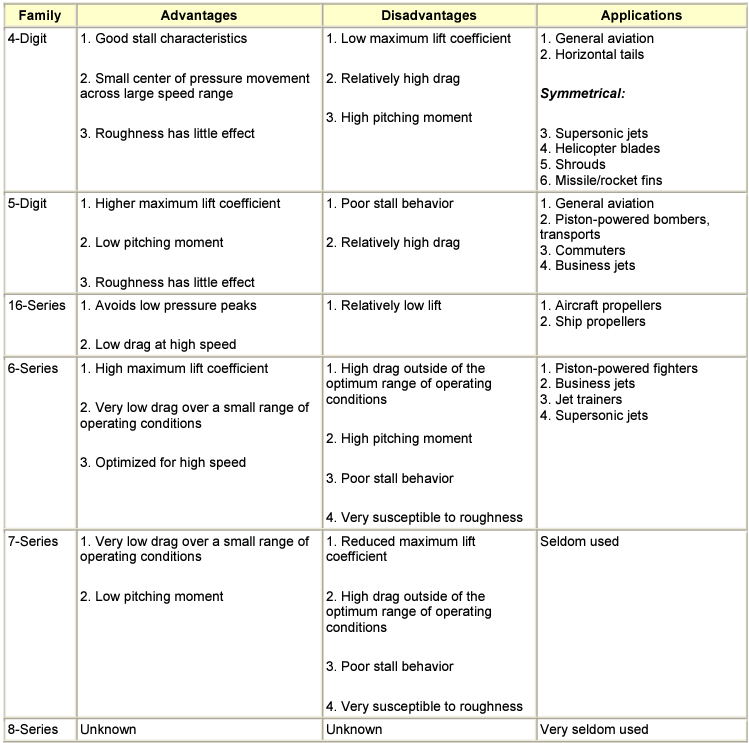 Family Advantages Disadvantages Applications
4-Digit
1. Good stall characteristics
2. Small center of pressure movement
across large speed range
3. Roughness has little effect
1. Low maximum lift coefficient
2. Relatively high drag
3. High pitching moment
1. General aviation
2. Horizontal tails
Symmetrical:
3. Supersonic jets
4. Helicopter blades
5. Shrouds
6. Missile/rocket fins
5-Digit
1. Higher maximum lift coefficient
2. Low pitching moment
3. Roughness has little effect
1. Poor stall behavior
2. Relatively high drag
1. General aviation
2. Piston-powered bombers,
transports
3. Commuters
4. Business jets
16-Series
1. Avoids low pressure peaks
2. Low drag at high speed
1. Relatively low lift
1. Aircraft propellers
2. Ship propellers
6-Series
1. High maximum lift coefficient
2. Very low drag over a small range of
operating conditions
3. Optimized for high speed
1. High drag outside of the
optimum range of operating
conditions
2. High pitching moment
3. Poor stall behavior
4. Very susceptible to roughness
1. Piston-powered fighters
2. Business jets
3. Jet trainers
4. Supersonic jets
7-Series
1. Very low drag over a small range of
operating conditions
2. Low pitching moment
1. Reduced maximum lift
coefficient
2. High drag outside of the
optimum range of operating
conditions
3. Poor stall behavior
4. Very susceptible to roughness
Seldom used
8-Series
Unknown
Unknown
Very seldom used